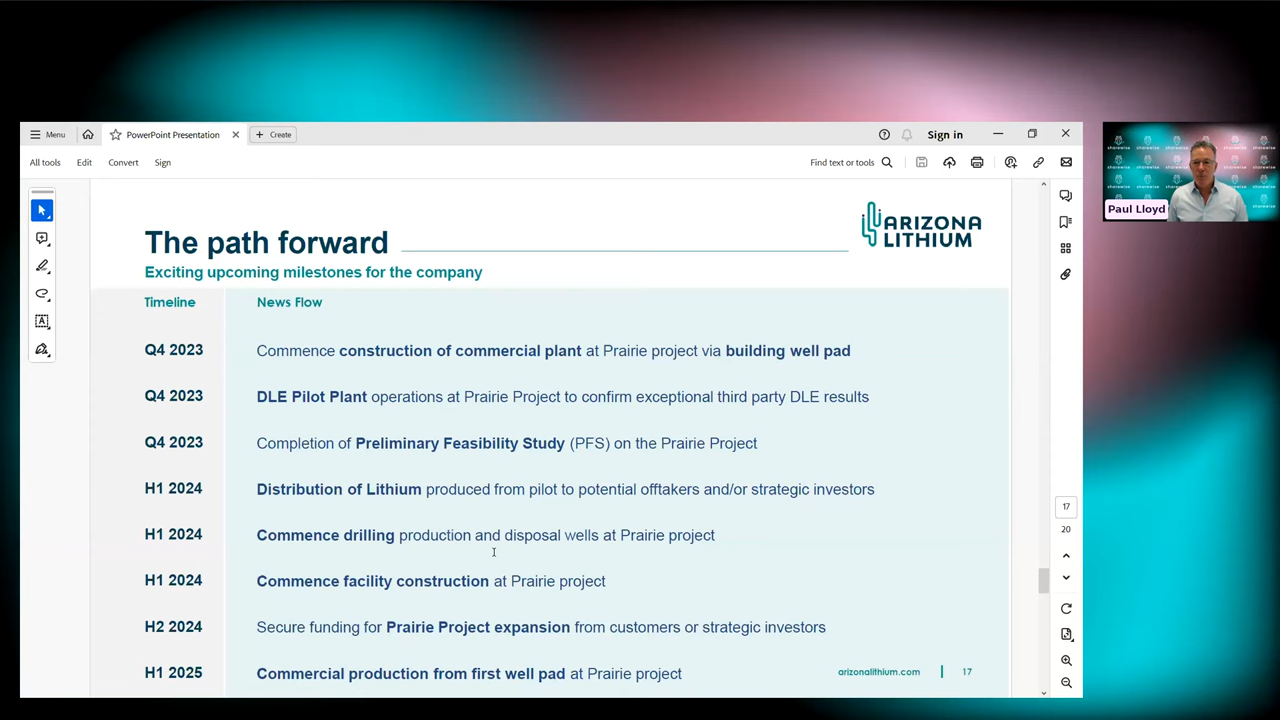 Menu
PowerPoint Presentation
Create
Sign in
All tools
Edit
Convert
Sign
Find text or tools
The path forward
ARIZONA
LITHIUM
Exciting upcoming milestones for the company
Timeline
News Flow
Q4 2023
Commence construction of commercial plant at Prairie project via building well pad
Q4 2023
DLE Pilot Plant operations at Prairie Project to confirm exceptional third party DLE results
Q4 2023
Completion of Preliminary Feasibility Study (PFS) on the Prairie Project
H1 2024
Distribution of Lithium produced from pilot to potential offtakers and/or strategic investors
H1 2024
Commence drilling production and disposal wells at Prairie project
H1 2024
Commence facility construction at Prairie project
H2 2024
Secure funding for Prairie Project expansion from customers or strategic investors
H1 2025
Commercial production from first well pad at Prairie project
arizonalithium.com
17
17
20
Paul Lloyd
sharewise